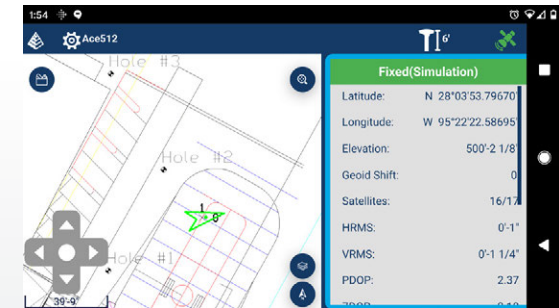 1:54
Ace512
6'
Hole #3
Hole #2
1
6'
Hole #1
39'-9"
Fixed(Simulation)
Latitude: N 28°03'53.79670"
Longitude: W 95°22'22.58695"
Elevation: 500'-2 1/8"
Geoid Shift: 0
Satellites: 16/17
HRMS: 0'-1"
VRMS: 0'-1 1/4"
PDOP: 2.37